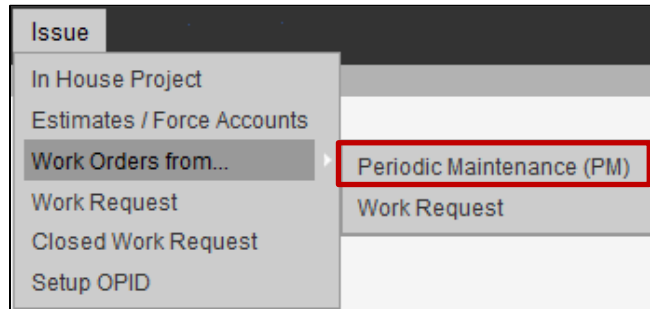 Issue
In House Project
Estimates / Force Accounts
Work Orders from...
Periodic Maintenance (PM)
Work Request
Work Request
Closed Work Request
Setup OPID